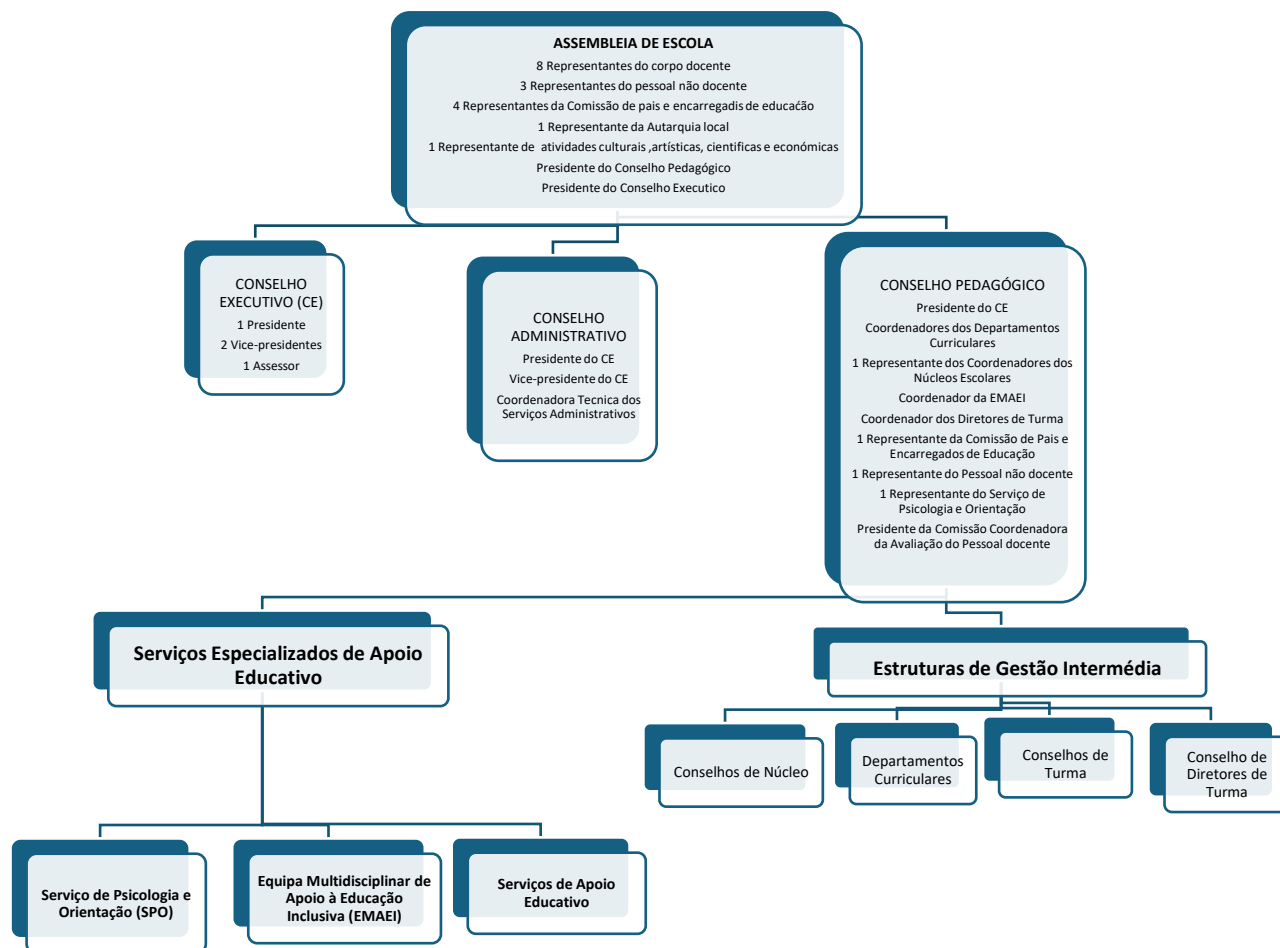 ASSEMBLEIA DE ESCOLA
8 Representantes do corpo docente
3 Representantes do pessoal não docente
4 Representantes da Comissão de pais e encarregadis de educaćão
1 Representante da Autarquia local
1 Representante de atividades culturais ,artísticas, cientificas e económicas
Presidente do Conselho Pedagógico
Presidente do Conselho Executico
CONSELHO
EXECUTIVO (CE)
1 Presidente
2 Vice-presidentes
1 Assessor
CONSELHO
ADMINISTRATIVO
Presidente do CE
Vice-presidente do CE
Coordenadora Tecnica dos
Serviços Administrativos
CONSELHO PEDAGÓGICO
Presidente do CE
Coordenadores dos Departamentos
Curriculares
1 Representante dos Coordenadores dos
Núcleos Escolares
Coordenador da EMAEI
Coordenador dos Diretores de Turma
1 Representante da Comissão de Pais e
Encarregados de Educação
1 Representante do Pessoal não docente
1 Representante do Serviço de
Psicologia e Orientação
Presidente da Comissão Coordenadora
da Avaliação do Pessoal docente
Serviços Especializados de Apoio
Educativo
Estruturas de Gestão Intermédia
Conselhos de Núcleo
Departamentos
Curriculares
Conselhos de
Turma
Conselho de
Diretores de
Turma
Serviço de Psicologia e
Orientação (SPO)
Equipa Multidisciplinar de
Apoio à Educação
Inclusiva (EMAEI)
Serviços de Apoio
Educativo